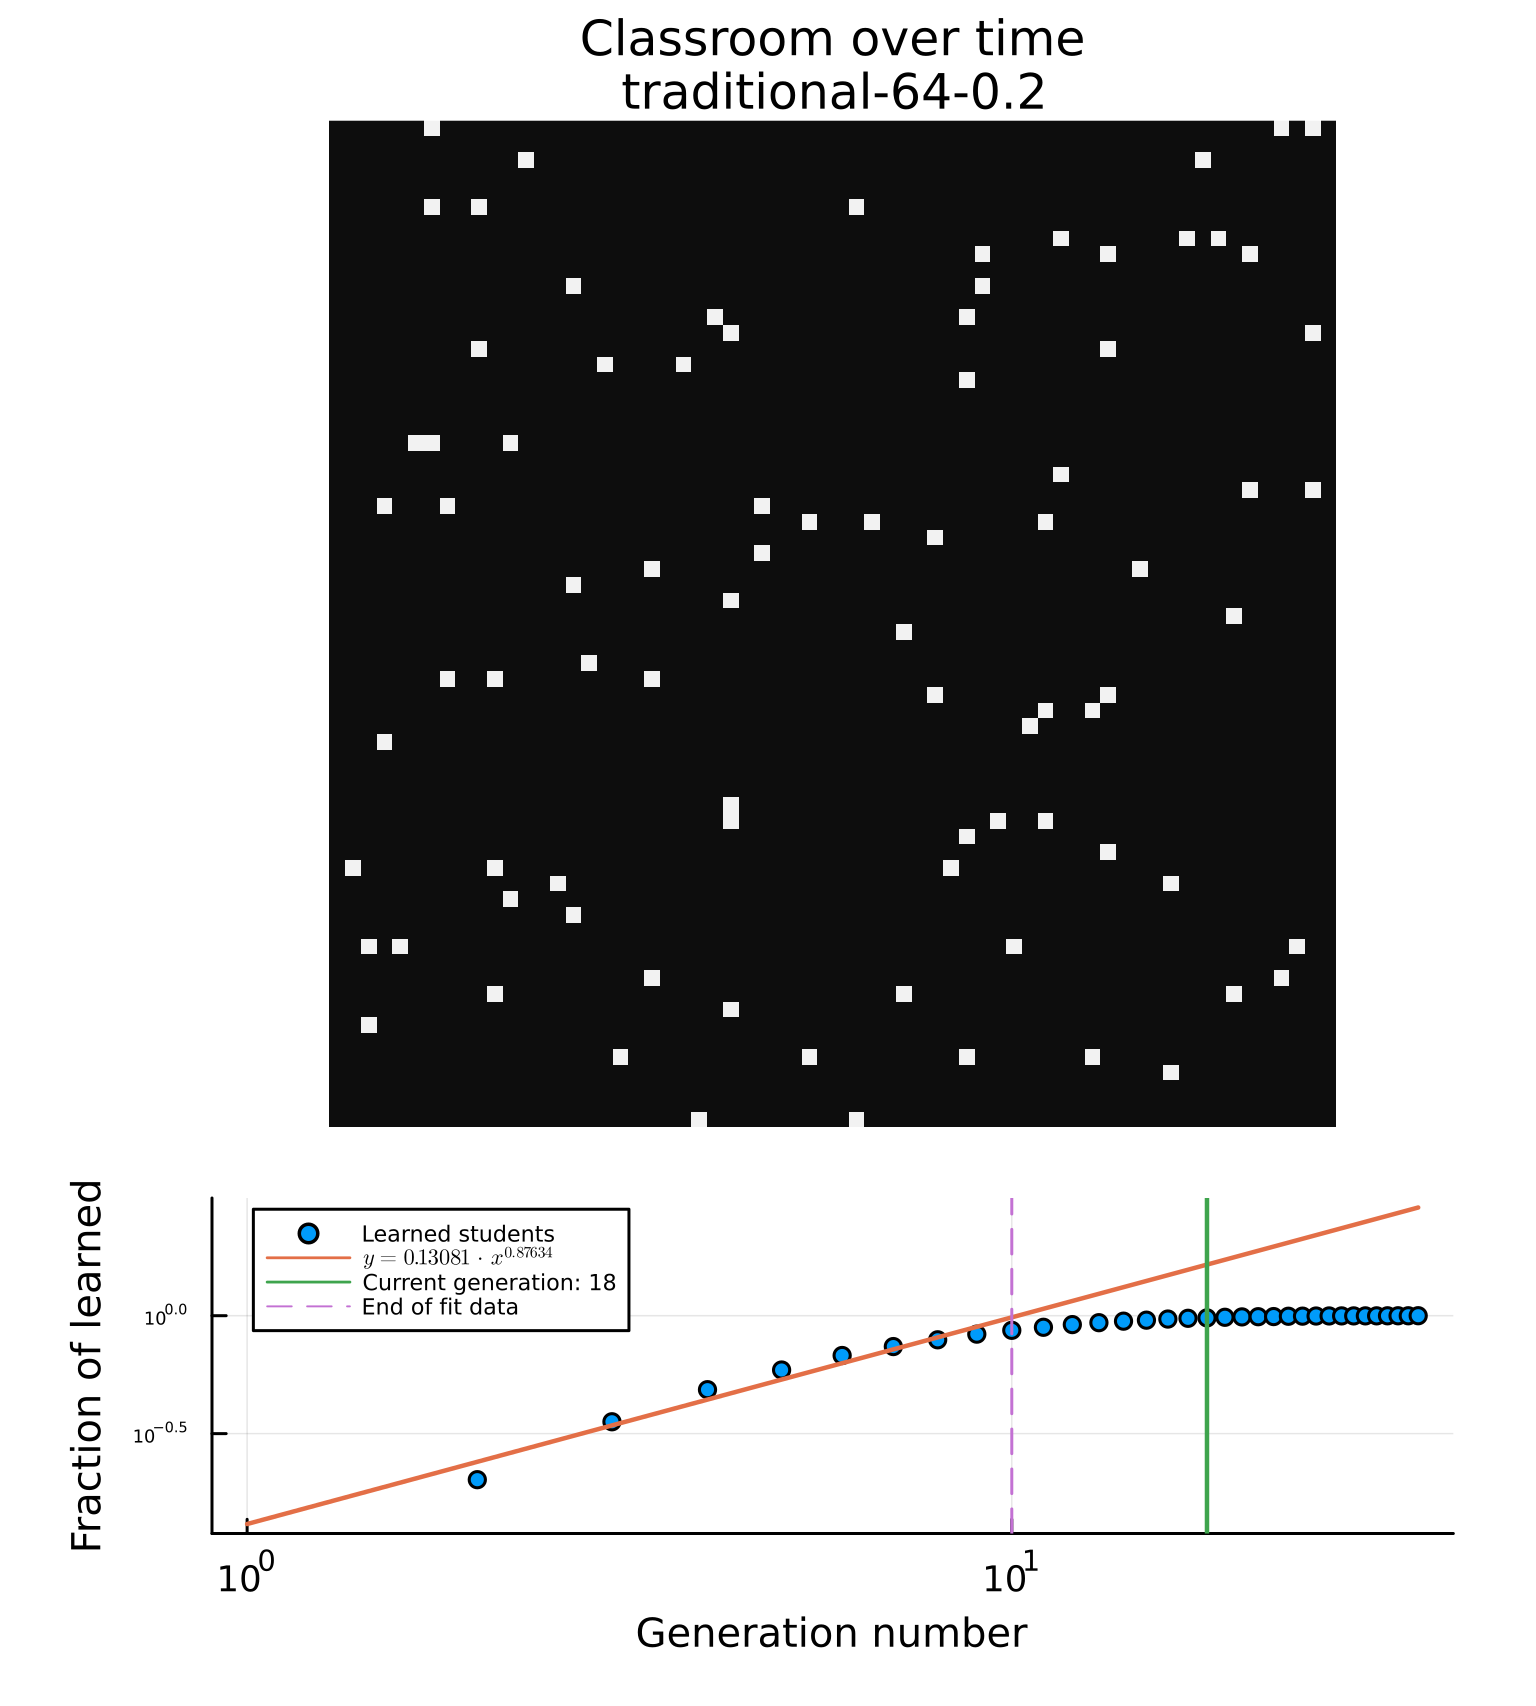 Classroom over time
traditional-64-0.2
Fraction of learned
Learned students
y = 0.13081 · x^0.87634
Current generation: 18
End of fit data
10^0.0
10^−0.5
10^0
10^1
Generation number